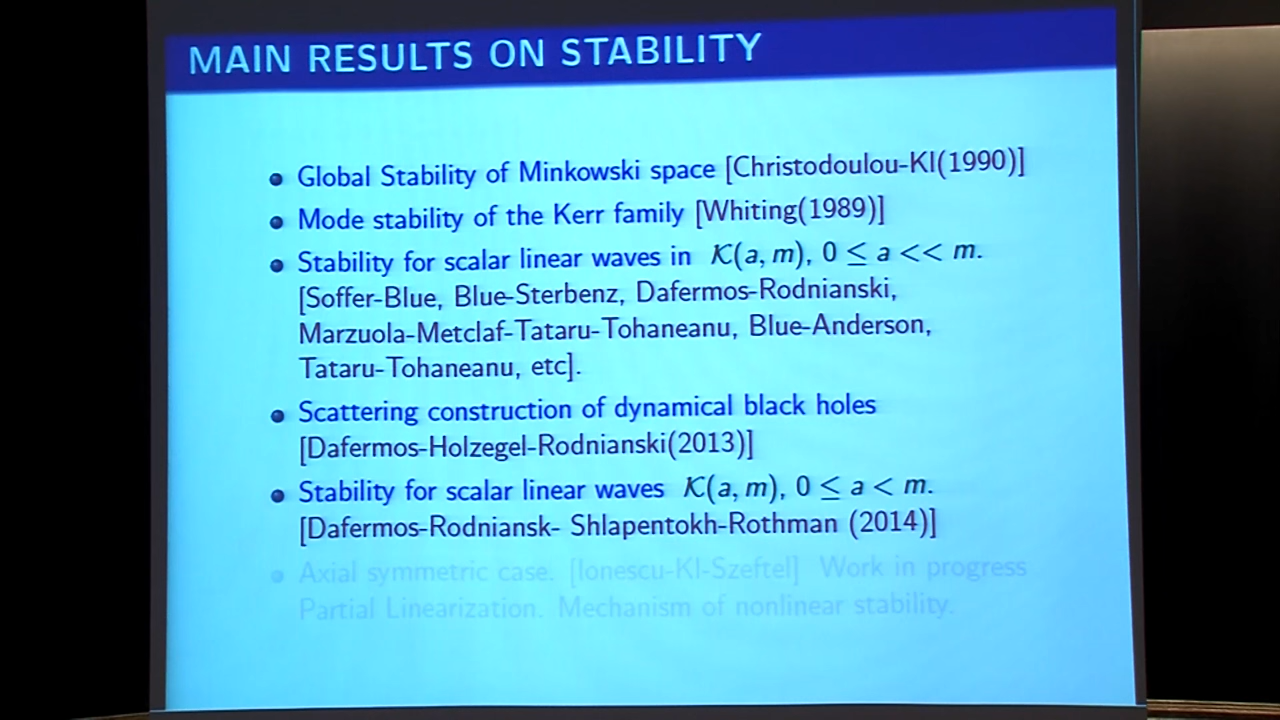 MAIN RESULTS ON STABILITY
• Global Stability of Minkowski space [Christodoulou-Kl(1990)]
• Mode stability of the Kerr family [Whiting(1989)]
• Stability for scalar linear waves in 𝒦(a, m), 0 ≤ a << m.
[Soffer-Blue, Blue-Sterbenz, Dafermos-Rodnianski,
Marzuola-Metclaf-Tataru-Tohaneanu, Blue-Anderson,
Tataru-Tohaneanu, etc].
• Scattering construction of dynamical black holes
[Dafermos-Holzegel-Rodnianski(2013)]
• Stability for scalar linear waves 𝒦(a, m), 0 ≤ a < m.
[Dafermos-Rodniansk- Shlapentokh-Rothman (2014)]
• Axial symmetric case. [Ionescu-Kl-Szeftel] Work in progress
Partial Linearization. Mechanism of nonlinear stability.